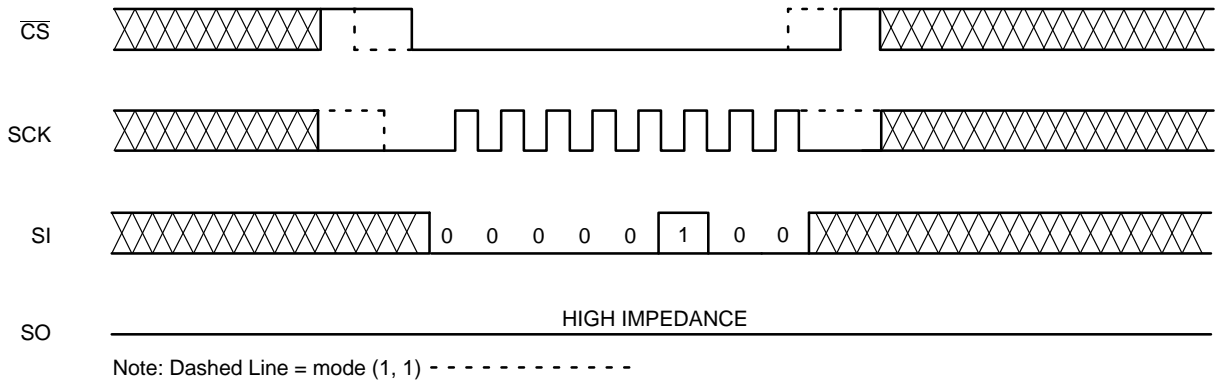 CS
SCK
SI
0 0 0 0 0 1 0 0
SO
HIGH IMPEDANCE
Note: Dashed Line = mode (1, 1) - - - - - - - - - - - -